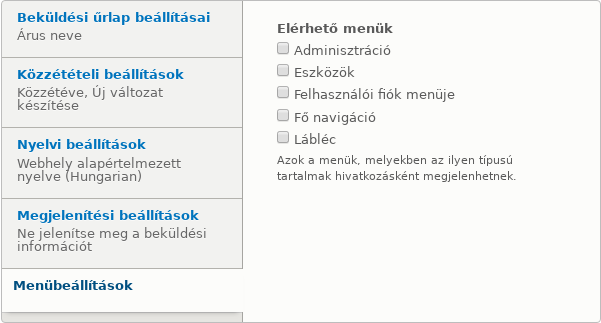 Beküldési űrlap beállításai
Árus neve
Közzétételi beállítások
Közzétéve, Új változat
készítése
Nyelvi beállítások
Webhely alapértelmezett
nyelve (Hungarian)
Megjelenítési beállítások
Ne jelenítse meg a beküldési
információt
Menübeállítások
Elérhető menük
Adminisztráció
Eszközök
Felhasználói fiók menüje
Fő navigáció
Lábléc
Azok a menük, melyekben az ilyen típusú
tartalmak hivatkozásként megjelenhetnek.